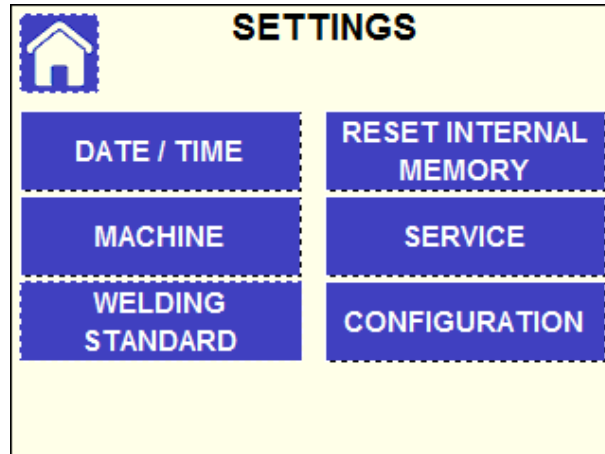 SETTINGS
DATE / TIME
RESET INTERNAL
MEMORY
MACHINE
SERVICE
WELDING
STANDARD
CONFIGURATION